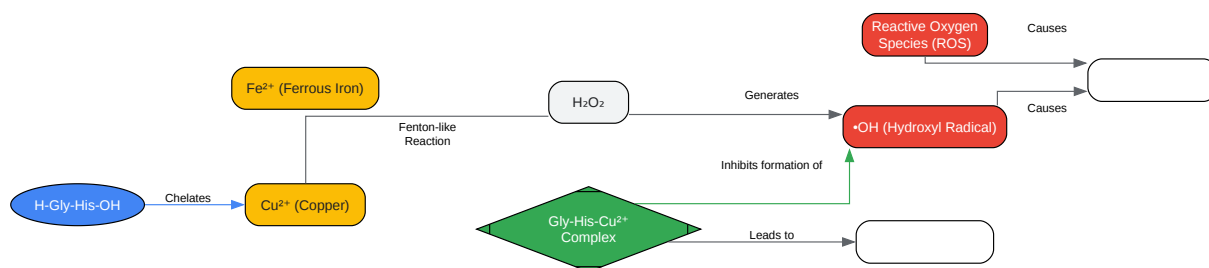 Reactive Oxygen
Species (ROS)
Causes
Fe²⁺ (Ferrous Iron)
H₂O₂
Generates
Fenton-like
Reaction
•OH (Hydroxyl Radical)
Causes
Inhibits formation of
H-Gly-His-OH
Chelates
Cu²⁺ (Copper)
Gly-His-Cu²⁺
Complex
Leads to